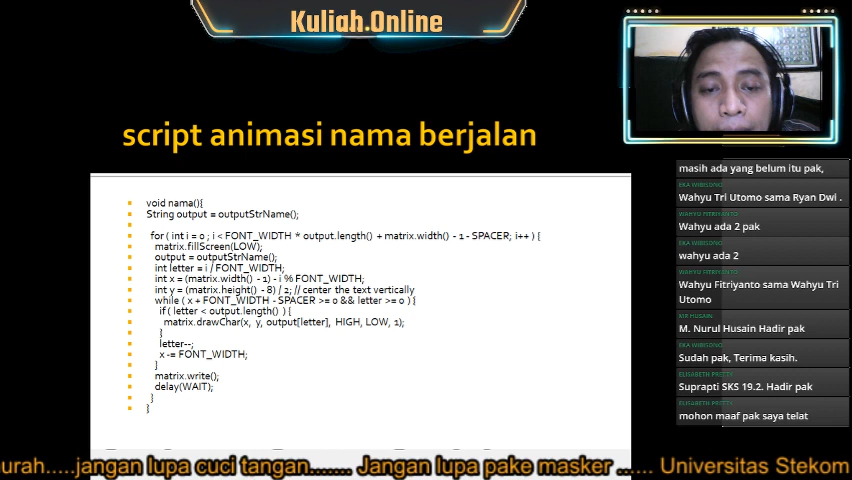 Kuliah.Online
script animasi nama berjalan
void nama(){
String output = outputStrName();
for ( int i = 0 ; i < FONT_WIDTH * output.length() + matrix.width() - 1 - SPACER; i++ ) {
matrix.fillScreen(LOW);
output = outputStrName();
int letter = i / FONT_WIDTH;
int x = (matrix.width() - 1) - i % FONT_WIDTH;
int y = (matrix.height() - 8) / 2; // center the text vertically
while ( x + FONT_WIDTH - SPACER >= 0 && letter >= 0 ) {
if ( letter < output.length() ) {
matrix.drawChar(x, y, output[letter], HIGH, LOW, 1);
}
letter--;
x -= FONT_WIDTH;
}
matrix.write();
delay(WAIT);
}
}
masih ada yang belum itu pak,
EKA WIBISONO
Wahyu Tri Utomo sama Ryan Dwi .
WAHYU FITRIYANTO
Wahyu ada 2 pak
EKA WIBISONO
wahyu ada 2
WAHYU FITRIYANTO
Wahyu Fitriyanto sama Wahyu Tri
Utomo
MR HUSAIN
M. Nurul Husain Hadir pak
EKA WIBISONO
Sudah pak, Terima kasih.
ELISABETH PRETTY
Suprapti SKS 19.2. Hadir pak
ELISABETH PRETTY
mohon maaf pak saya telat
urah.....jangan lupa cuci tangan....... Jangan lupa pake masker ...... Universitas Stekom